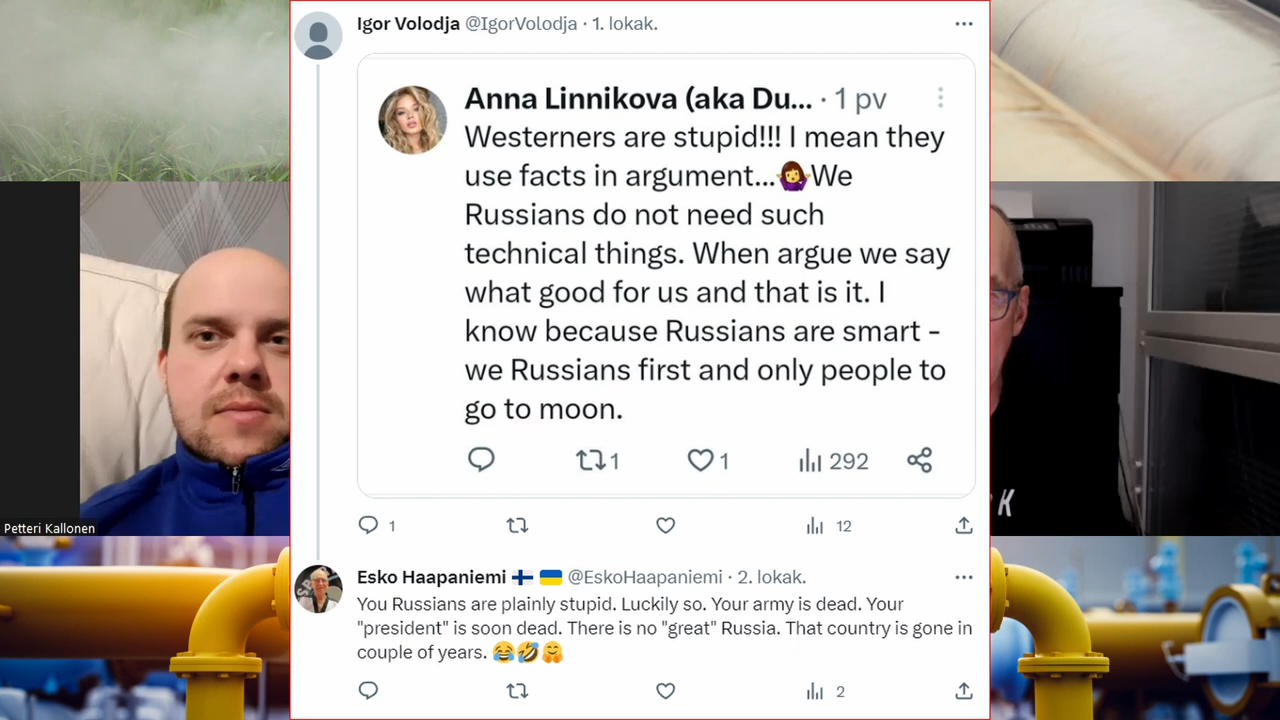 Igor Volodja @IgorVolodja · 1. lokak.
Anna Linnikova (aka Du... · 1 pv
Westerners are stupid!!! I mean they
use facts in argument...🤷‍♀️We
Russians do not need such
technical things. When argue we say
what good for us and that is it. I
know because Russians are smart -
we Russians first and only people to
go to moon.
1 1 292
1 12
Esko Haapaniemi 🇫🇮 🇺🇦 @EskoHaapaniemi · 2. lokak.
You Russians are plainly stupid. Luckily so. Your army is dead. Your
"president" is soon dead. There is no "great" Russia. That country is gone in
couple of years. 😂🤣🤗
2
Petteri Kallonen
K